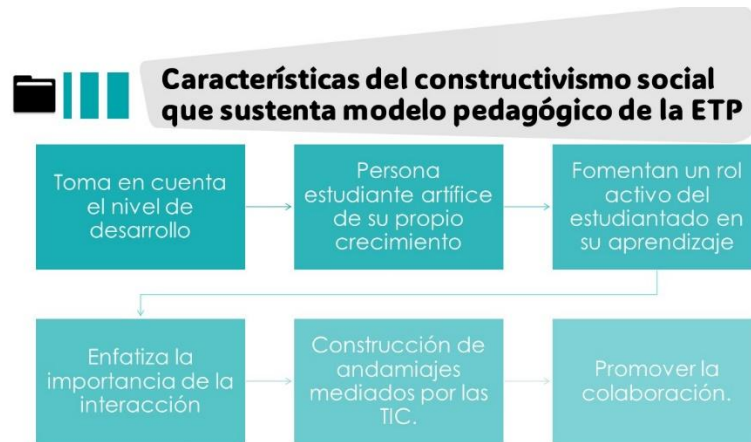 Características del constructivismo social
que sustenta modelo pedagógico de la ETP
Toma en cuenta
el nivel de
desarrollo
Persona
estudiante artífice
de su propio
crecimiento
Fomentan un rol
activo del
estudiantado en
su aprendizaje
Enfatiza la
importancia de la
interacción
Construcción de
andamiajes
mediados por las
TIC.
Promover la
colaboración.